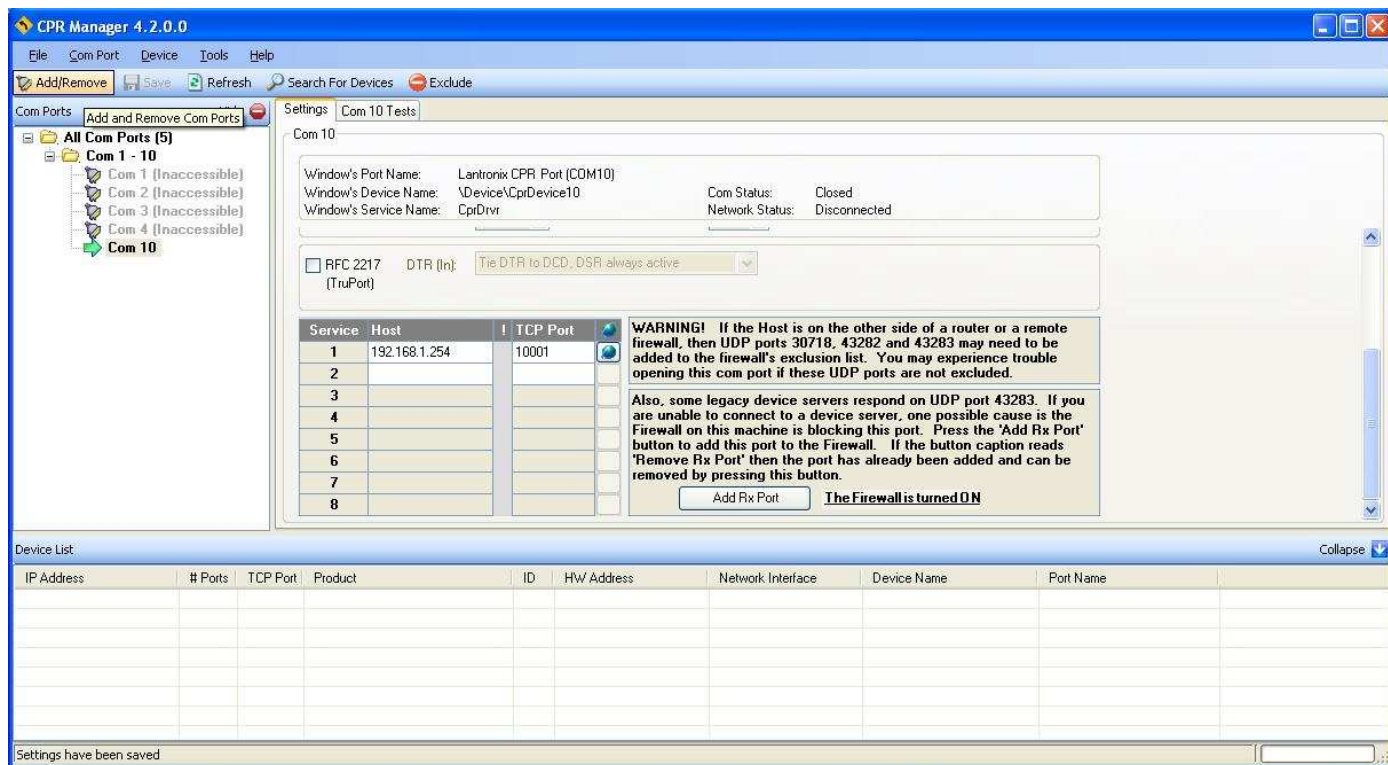 CPR Manager 4.2.0.0
File Com Port Device Tools Help
Add/Remove Save Refresh Search For Devices Exclude
Com Ports
Add and Remove Com Ports
All Com Ports (5)
Com 1 - 10
Com 1 (Inaccessible)
Com 2 (Inaccessible)
Com 3 (Inaccessible)
Com 4 (Inaccessible)
Com 10
Settings Com 10 Tests
Com 10
Window's Port Name: Lantronix CPR Port (COM10)
Window's Device Name: \Device\CprDevice10 Com Status: Closed
Window's Service Name: CprDrvr Network Status: Disconnected
RFC 2217 DTR (In): Tie DTR to DCD, DSR always active
(TruPort)
Service Host ! TCP Port
1 192.168.1.254 10001
2
3
4
5
6
7
8
WARNING! If the Host is on the other side of a router or a remote
firewall, then UDP ports 30718, 43282 and 43283 may need to be
added to the firewall's exclusion list. You may experience trouble
opening this com port if these UDP ports are not excluded.
Also, some legacy device servers respond on UDP port 43283. If you
are unable to connect to a device server, one possible cause is the
Firewall on this machine is blocking this port. Press the 'Add Rx Port'
button to add this port to the Firewall. If the button caption reads
'Remove Rx Port' then the port has already been added and can be
removed by pressing this button.
Add Rx Port The Firewall is turned ON
Device List Collapse
IP Address # Ports TCP Port Product ID HW Address Network Interface Device Name Port Name
Settings have been saved